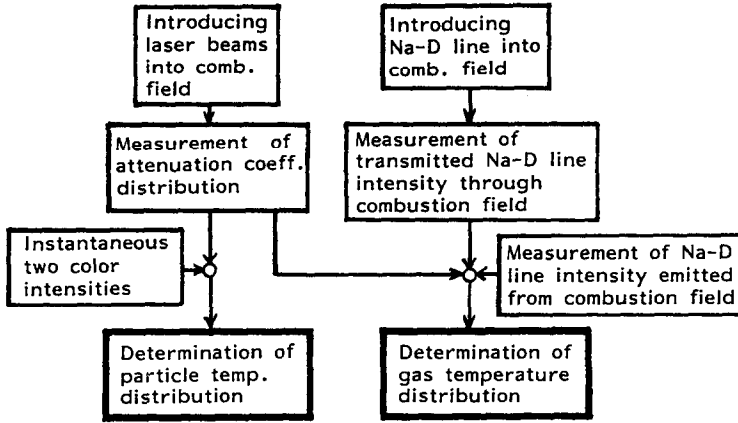 Introducing
laser beams
into comb.
field
Introducing
Na-D line into
comb. field
Measurement of
attenuation coeff.
distribution
Measurement of
transmitted Na-D line
intensity through
combustion field
Instantaneous
two color
intensities
Measurement of Na-D
line intensity emitted
from combustion field
Determination of
particle temp.
distribution
Determination of
gas temperature
distribution